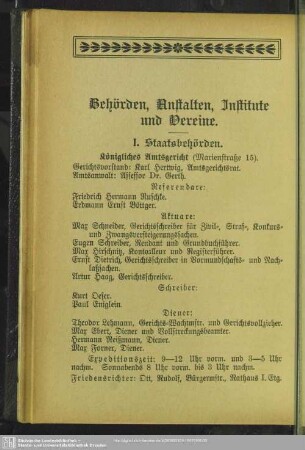 Behörden, Anstalten, Institute
und Vereine.
I. Staatsbehörden.
Königliches Amtsgericht (Marienstraße 15).
Gerichtsvorstand: Karl Hertwig, Amtsgerichtsrat.
Amtsanwalt: Assessor Dr. Gerth.
Referendare:
Friedrich Hermann Nuschke.
Erdmann Ernst Böttger.
Aktuare:
Max Schneider, Gerichtsschreiber für Zivil-, Straf-, Konkurs-
und Zwangsversteigerungssachen.
Eugen Schreiber, Rendant und Grundbuchführer.
Max Hirschnitz, Kontrolleur und Registerführer.
Ernst Dietrich, Gerichtsschreiber in Vormundschafts- und Nach-
laßsachen.
Artur Haug, Gerichtsschreiber.
Schreiber:
Kurt Oeser.
Paul Eniglein.
Diener:
Theodor Lehmann, Gerichts-Wachtmstr. und Gerichtsvollzieher.
Max Ebert, Diener und Vollstreckungsbeamter.
Hermann Reißmann, Diener.
Max Forner, Diener.
Expeditionszeit: 9—12 Uhr vorm. und 3—5 Uhr
nachm. Sonnabends 8 Uhr vorm. bis 3 Uhr nachm.
Friedensrichter: Ott, Rudolf, Bürgermstr., Rathaus I. Etg.